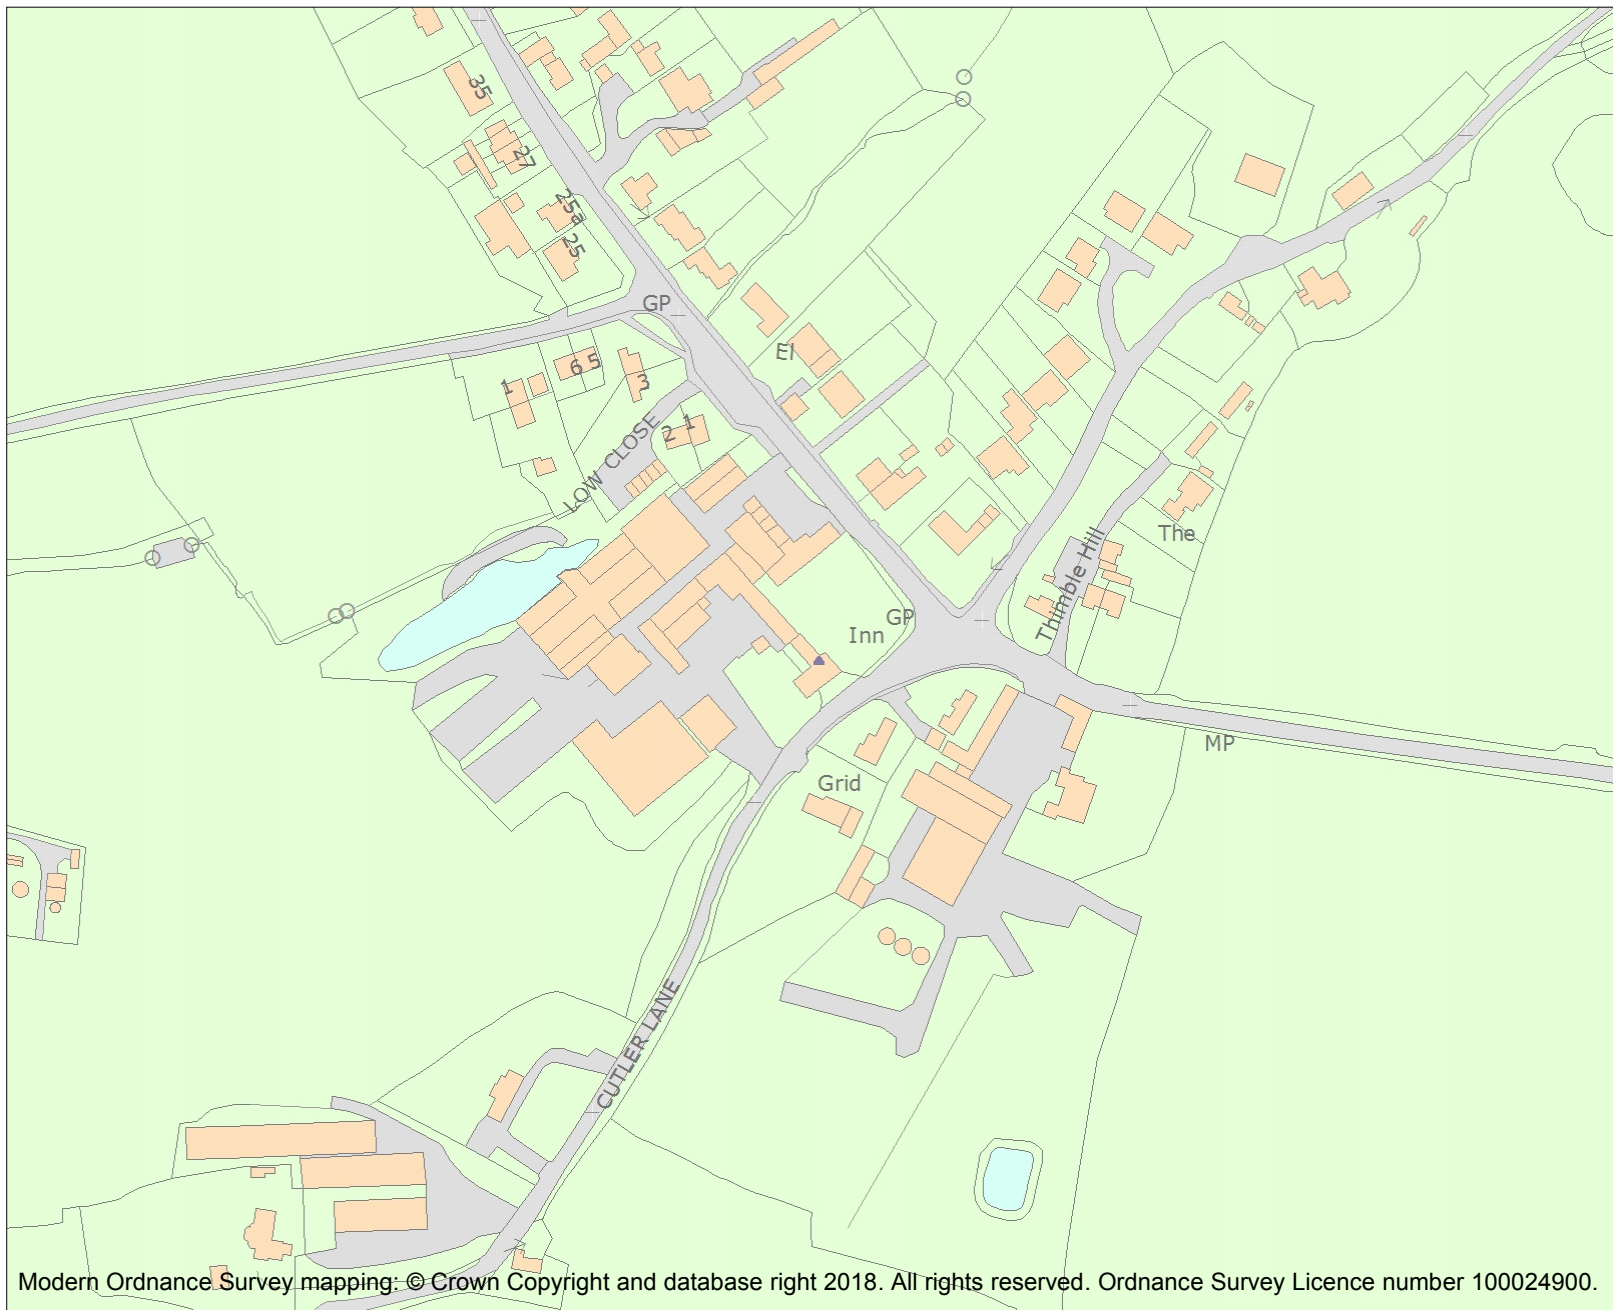 35
27
25a
25
GP
El
6 5
1
3
2 1
LOW CLOSE
The
Thimble Hill
GP
Inn
MP
Grid
CUTLER LANE
Modern Ordnance Survey mapping: © Crown Copyright and database right 2018. All rights reserved. Ordnance Survey Licence number 100024900.